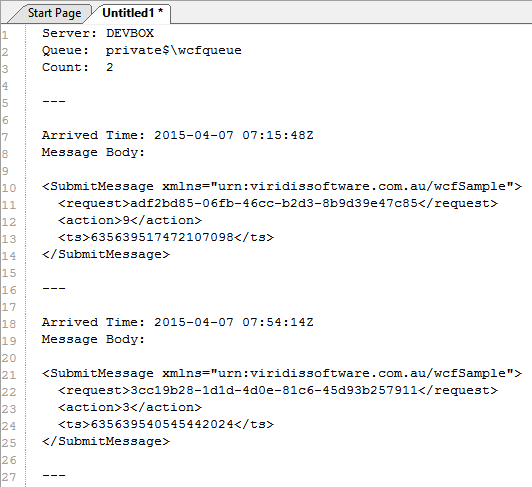 Start Page Untitled1 *
1 Server: DEVBOX
2 Queue:  private$\wcfqueue
3 Count:  2
4
5 ---
6
7 Arrived Time: 2015-04-07 07:15:48Z
8 Message Body:
9
10 <SubmitMessage xmlns="urn:viridissoftware.com.au/wcfSample">
11   <request>adf2bd85-06fb-46cc-b2d3-8b9d39e47c85</request>
12   <action>9</action>
13   <ts>635639517472107098</ts>
14 </SubmitMessage>
15
16 ---
17
18 Arrived Time: 2015-04-07 07:54:14Z
19 Message Body:
20
21 <SubmitMessage xmlns="urn:viridissoftware.com.au/wcfSample">
22   <request>3cc19b28-1d1d-4d0e-81c6-45d93b257911</request>
23   <action>3</action>
24   <ts>635639540545442024</ts>
25 </SubmitMessage>
26
27 ---